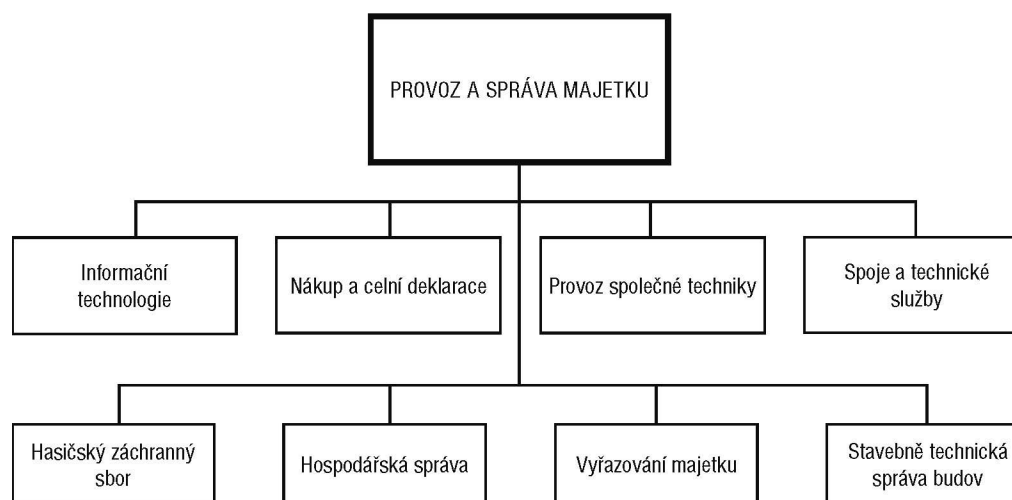 PROVOZ A SPRÁVA MAJETKU
Informační
technologie
Nákup a celní deklarace
Provoz společné techniky
Spoje a technické
služby
Hasičský záchranný
sbor
Hospodářská správa
Vyřazování majetku
Stavebně technická
správa budov